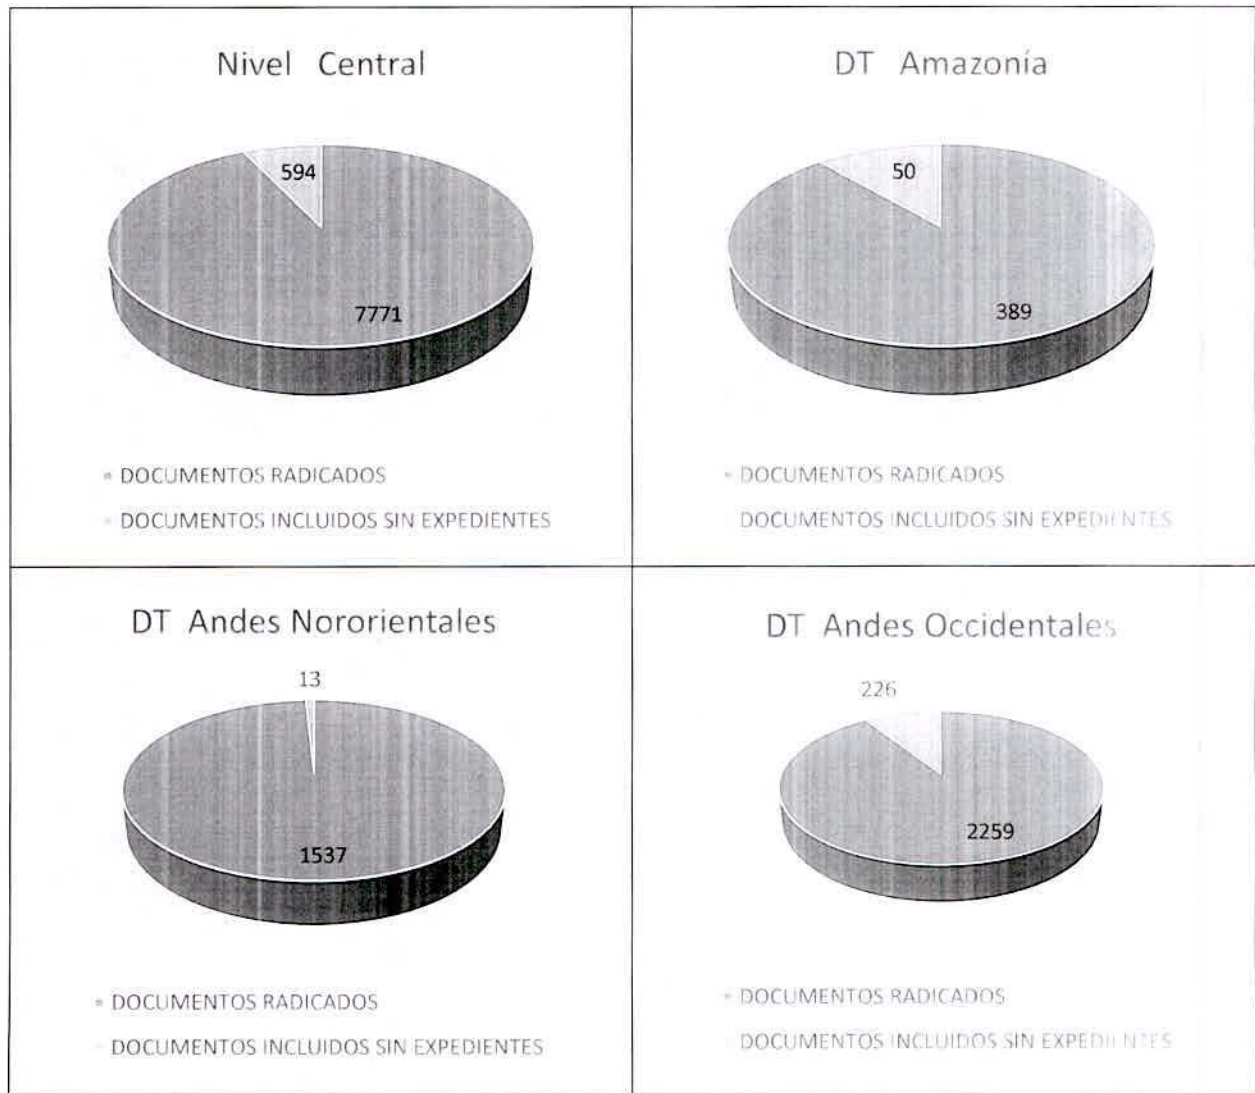 Nivel Central
594
7771
DOCUMENTOS RADICADOS
DOCUMENTOS INCLUIDOS SIN EXPEDIENTES
DT Amazonía
50
389
DOCUMENTOS RADICADOS
DOCUMENTOS INCLUIDOS SIN EXPEDIENTES
DT Andes Nororientales
13
1537
DOCUMENTOS RADICADOS
DOCUMENTOS INCLUIDOS SIN EXPEDIENTES
DT Andes Occidentales
226
2259
DOCUMENTOS RADICADOS
DOCUMENTOS INCLUIDOS SIN EXPEDIENTES